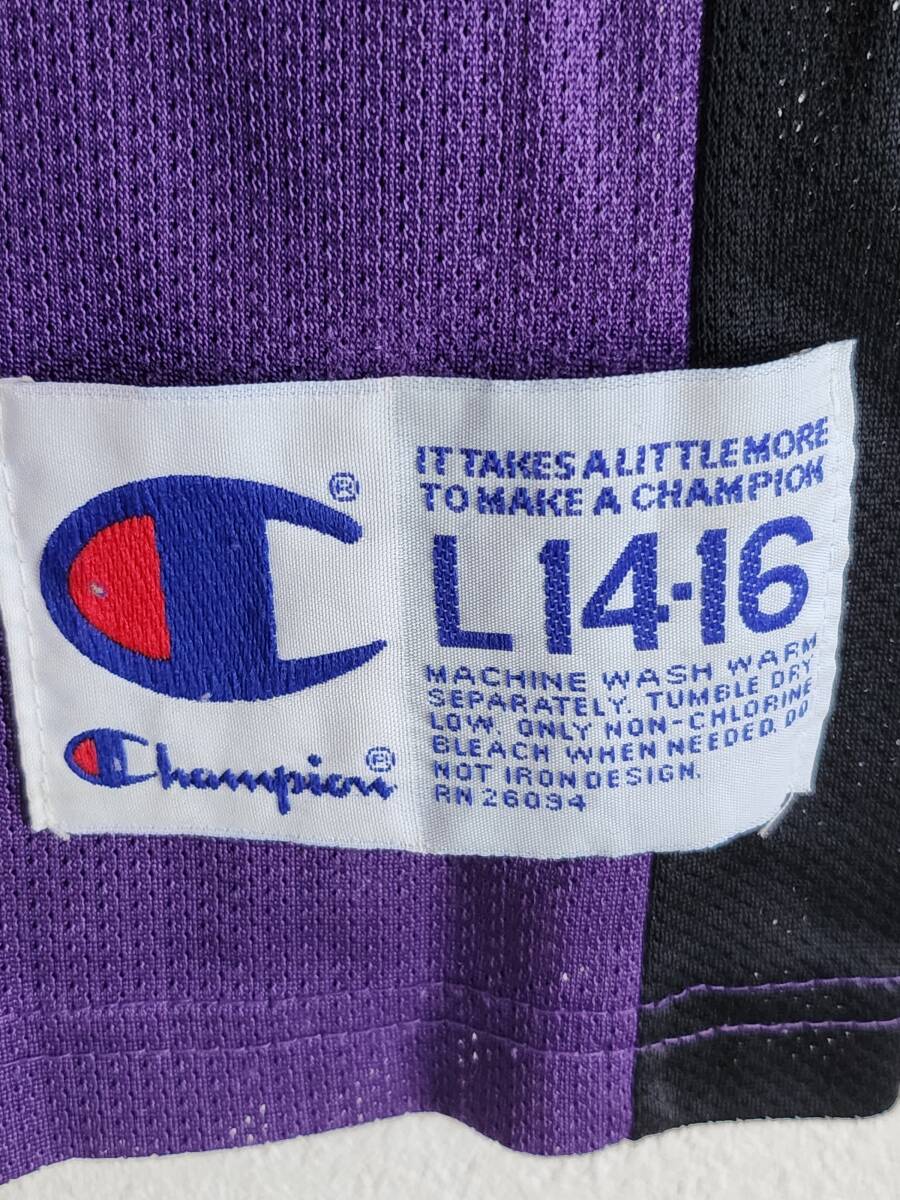 ®
Champion®
IT TAKES A LITTLE MORE
TO MAKE A CHAMPION
L 14-16
MACHINE WASH WARM
SEPARATELY. TUMBLE DRY
LOW. ONLY NON-CHLORINE
BLEACH WHEN NEEDED. DO
NOT IRON DESIGN.
RN 26094